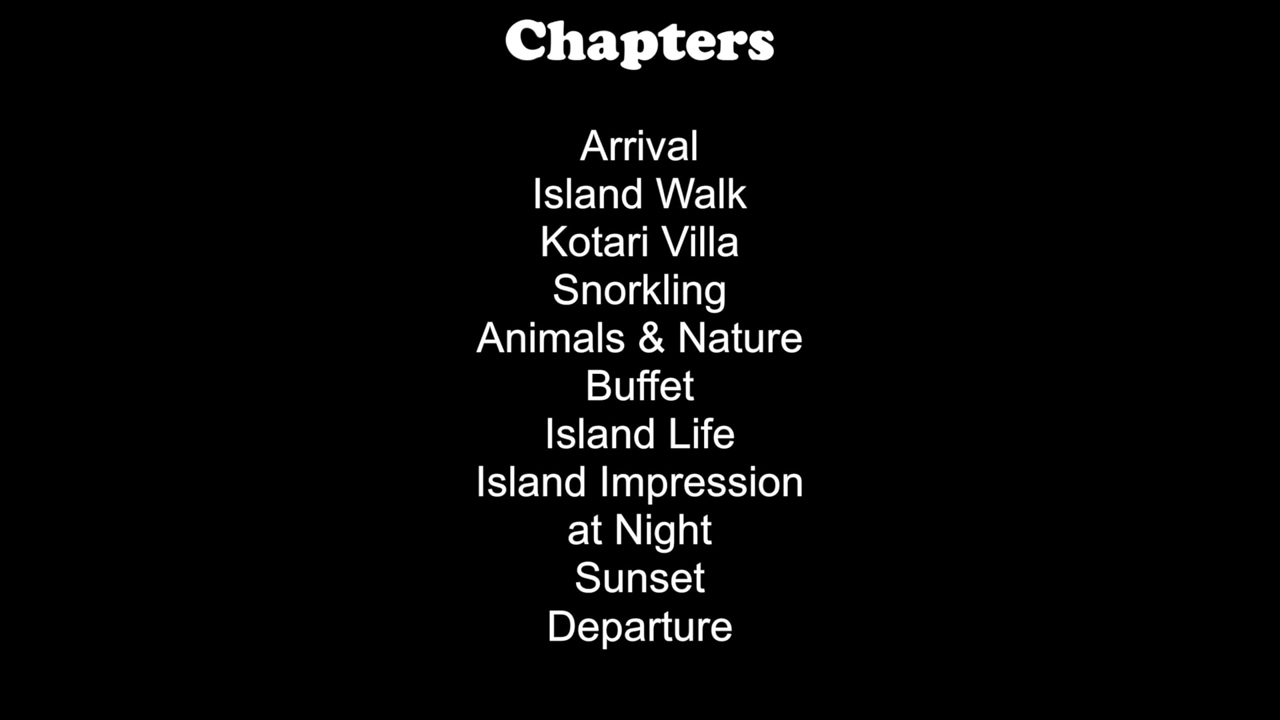 Chapters
Arrival
Island Walk
Kotari Villa
Snorkling
Animals & Nature
Buffet
Island Life
Island Impression
at Night
Sunset
Departure